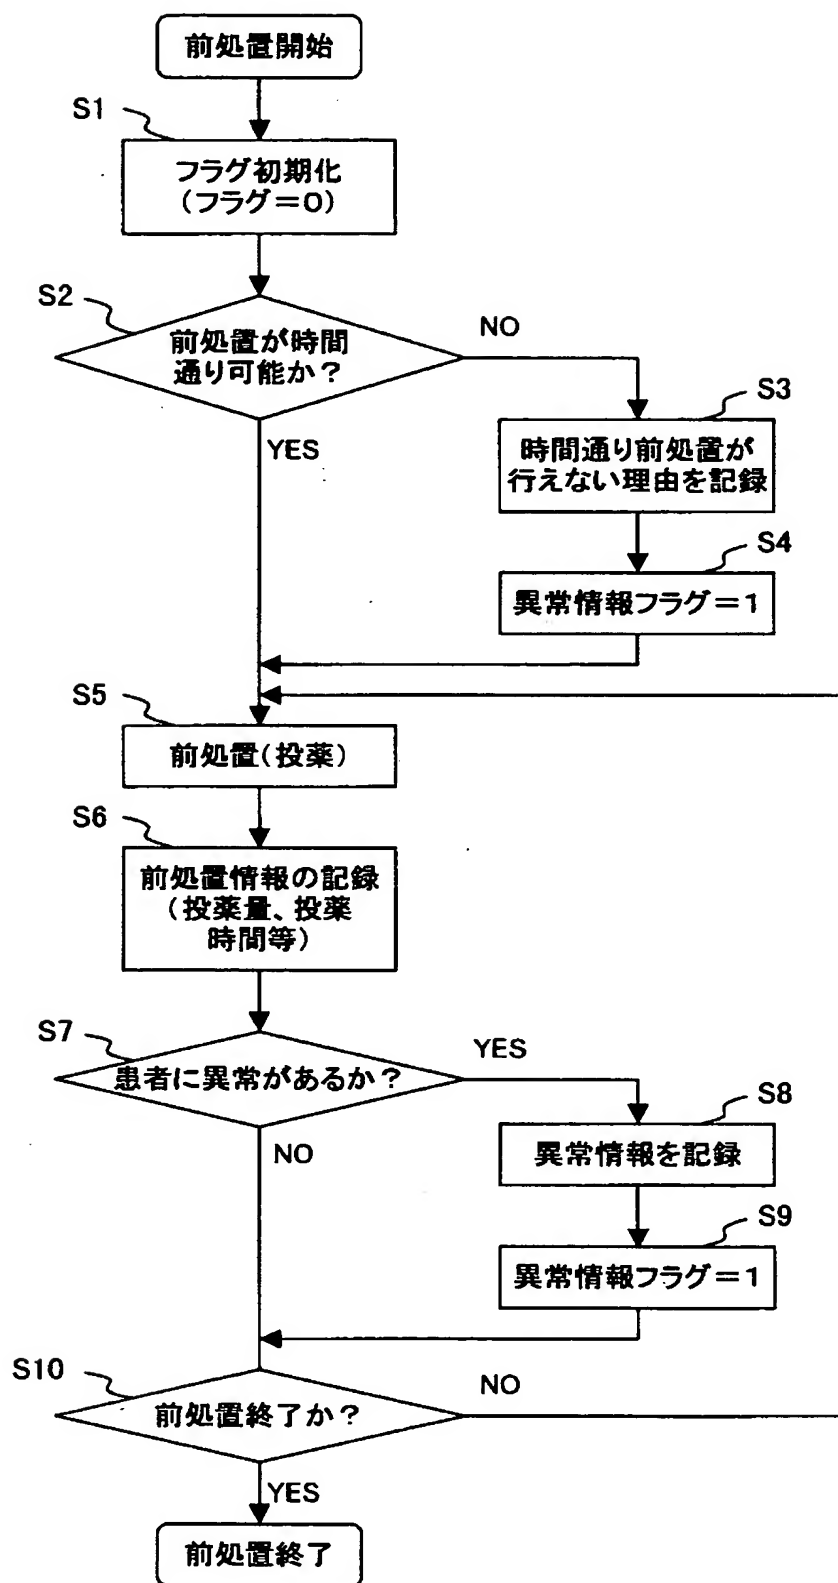 前処置開始
S1
フラグ初期化
(フラグ=0)
S2
前処置が時間
通り可能か?
NO
YES
S3
時間通り前処置が
行えない理由を記録
S4
異常情報フラグ=1
S5
前処置(投薬)
S6
前処置情報の記録
(投薬量、投薬
時間等)
S7
患者に異常があるか?
YES
NO
S8
異常情報を記録
S9
異常情報フラグ=1
S10
前処置終了か?
NO
YES
前処置終了